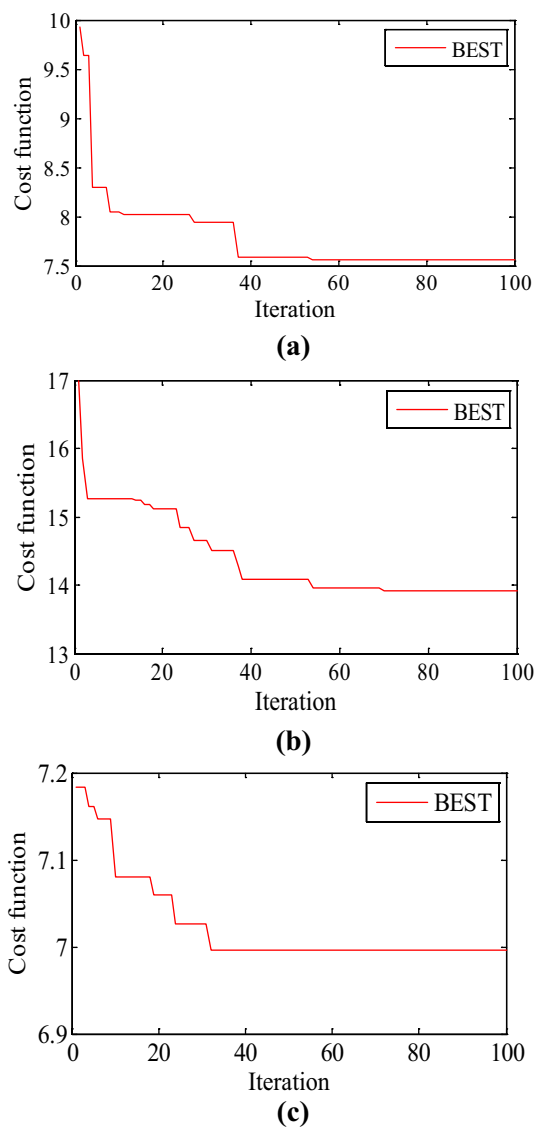 10
9.5
9
8.5
8
7.5
0 20 40 60 80 100
Cost function
Iteration
BEST
(a)
17
16
15
14
13
0 20 40 60 80 100
Cost function
Iteration
BEST
(b)
7.2
7.1
7
6.9
0 20 40 60 80 100
Cost function
Iteration
BEST
(c)